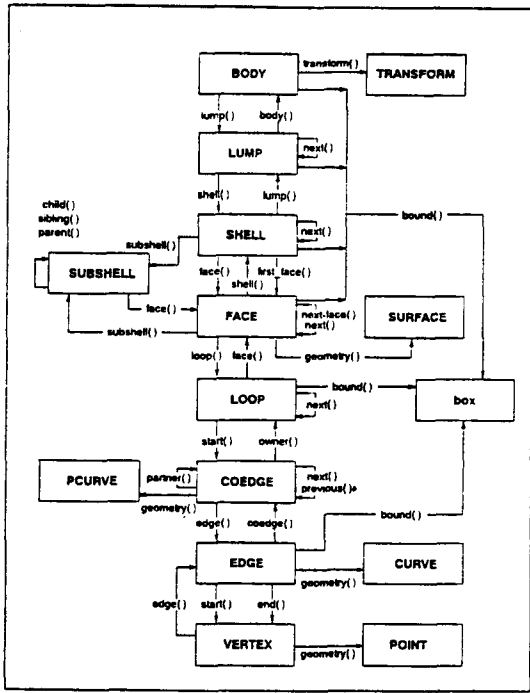 transform( )
BODY
TRANSFORM
lump( )
body( )
LUMP
next( )
shell( )
lump( )
child( )
sibling( )
parent( )
bound( )
subshell( )
SHELL
next( )
SUBSHELL
face( )
first_face( )
shell( )
face( )
FACE
next-face( )
next( )
SURFACE
subshell( )
geometry( )
loop( )
face( )
LOOP
bound( )
next( )
box
start( )
owner( )
PCURVE
partner( )
COEDGE
next( )
previous( )
geometry( )
edge( )
coedge( )
bound( )
EDGE
CURVE
geometry( )
edge( )
start( )
end( )
VERTEX
POINT
geometry( )